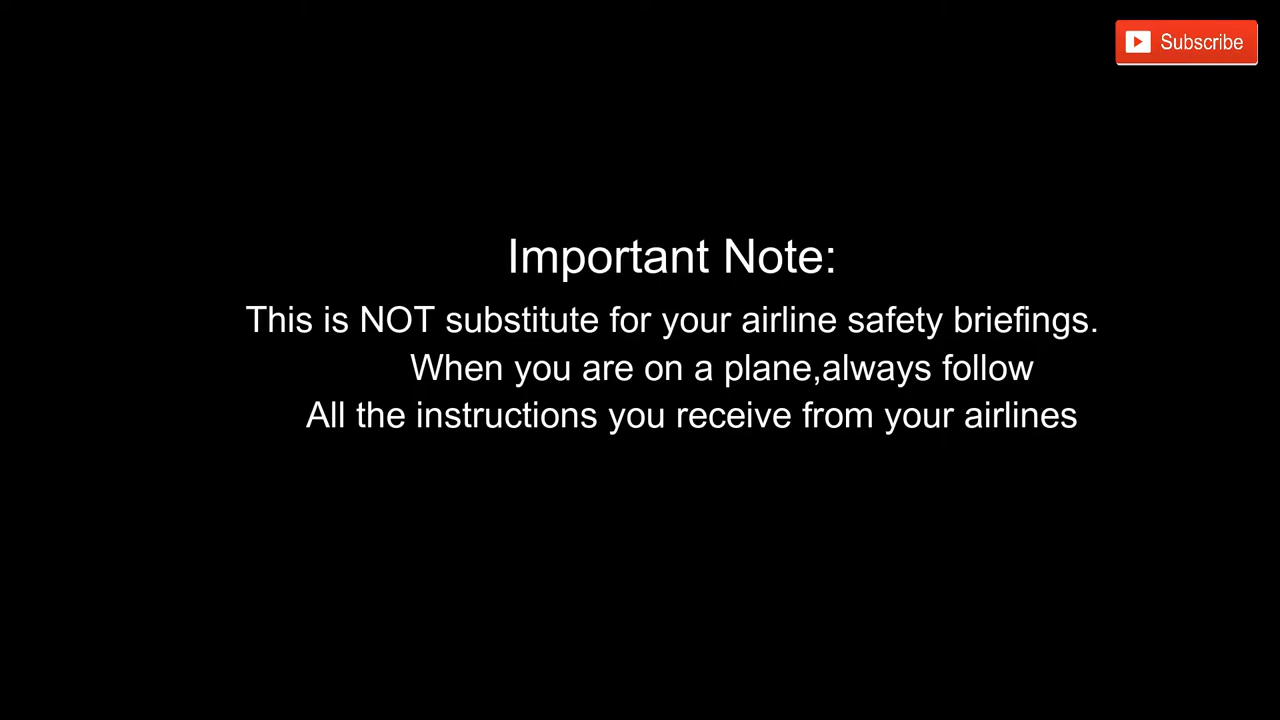 Subscribe
Important Note:
This is NOT substitute for your airline safety briefings.
When you are on a plane,always follow
All the instructions you receive from your airlines